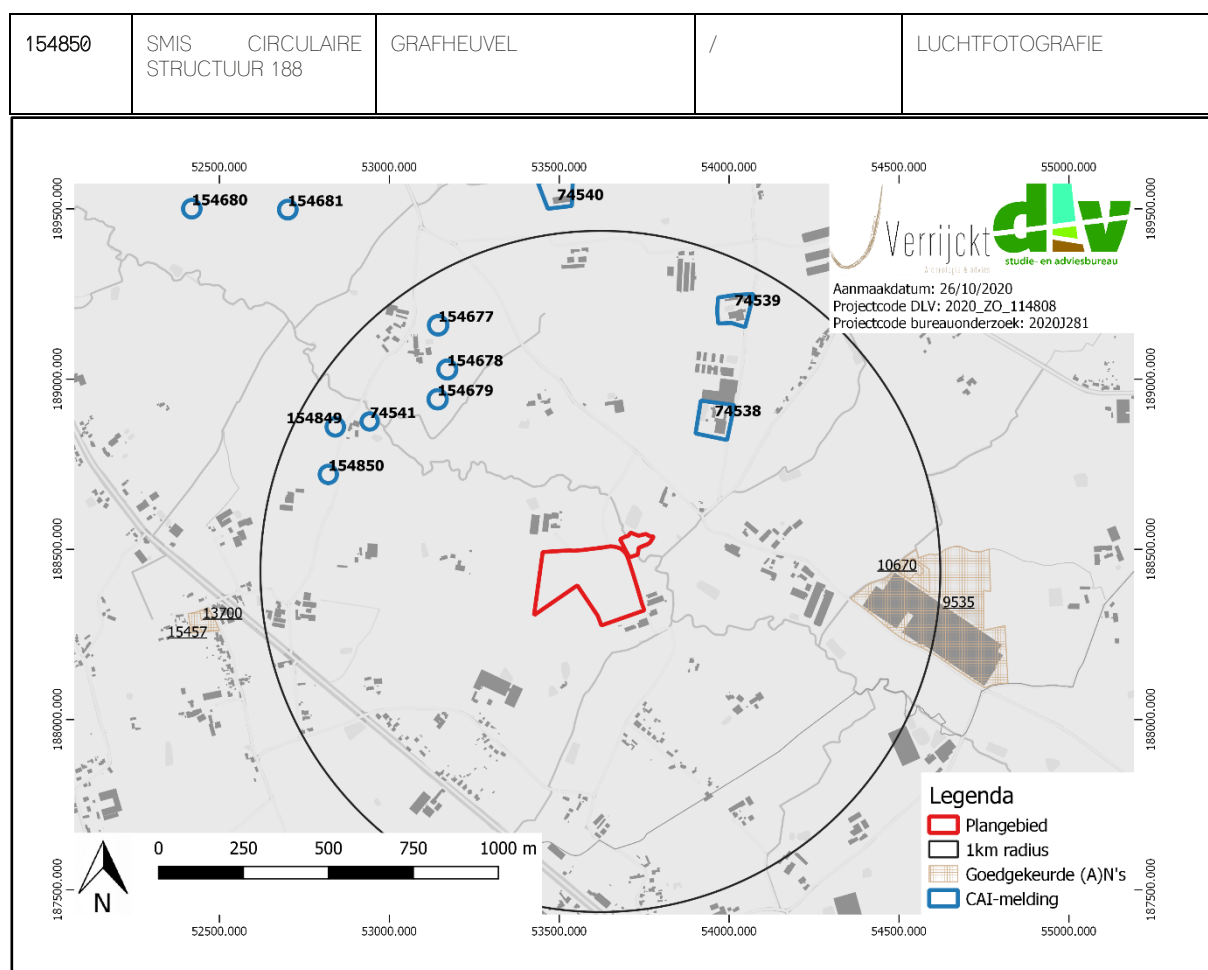 154850 SMIS CIRCULAIRE STRUCTUUR 188 GRAFHEUVEL / LUCHTFOTOGRAFIE
52500.000 53000.000 53500.000 54000.000 54500.000 55000.000
189500.000 189500.000
154680 154681 74540
Verrijckt
Archeologie & advies
dLv
studie- en adviesbureau
Aanmaakdatum: 26/10/2020
Projectcode DLV: 2020_ZO_114808
Projectcode bureauonderzoek: 2020J281
74539
154677
154678
189000.000 189000.000
154679
154849 74541 74538
154850
188500.000 188500.000
10670
9535
13700
15457
188000.000 188000.000
Legenda
Plangebied
1km radius
Goedgekeurde (A)N's
CAI-melding
0 250 500 750 1000 m
N
187500.000 187500.000
52500.000 53000.000 53500.000 54000.000 54500.000 55000.000